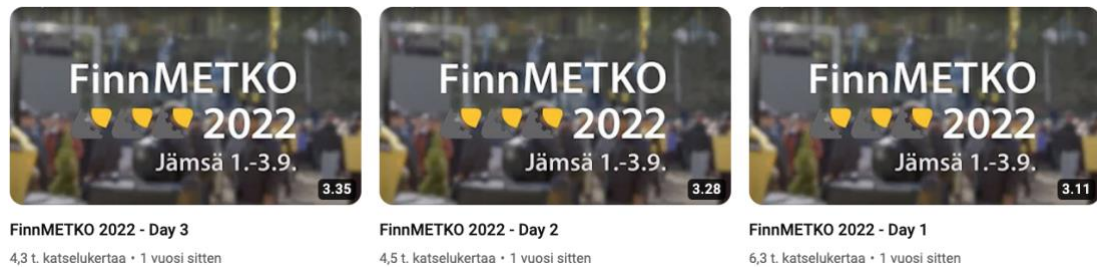 FinnMETKO
2022
Jämsä 1.-3.9.
3.35
FinnMETKO 2022 - Day 3
4,3 t. katselukertaa • 1 vuosi sitten
FinnMETKO
2022
Jämsä 1.-3.9.
3.28
FinnMETKO 2022 - Day 2
4,5 t. katselukertaa • 1 vuosi sitten
FinnMETKO
2022
Jämsä 1.-3.9.
3.11
FinnMETKO 2022 - Day 1
6,3 t. katselukertaa • 1 vuosi sitten